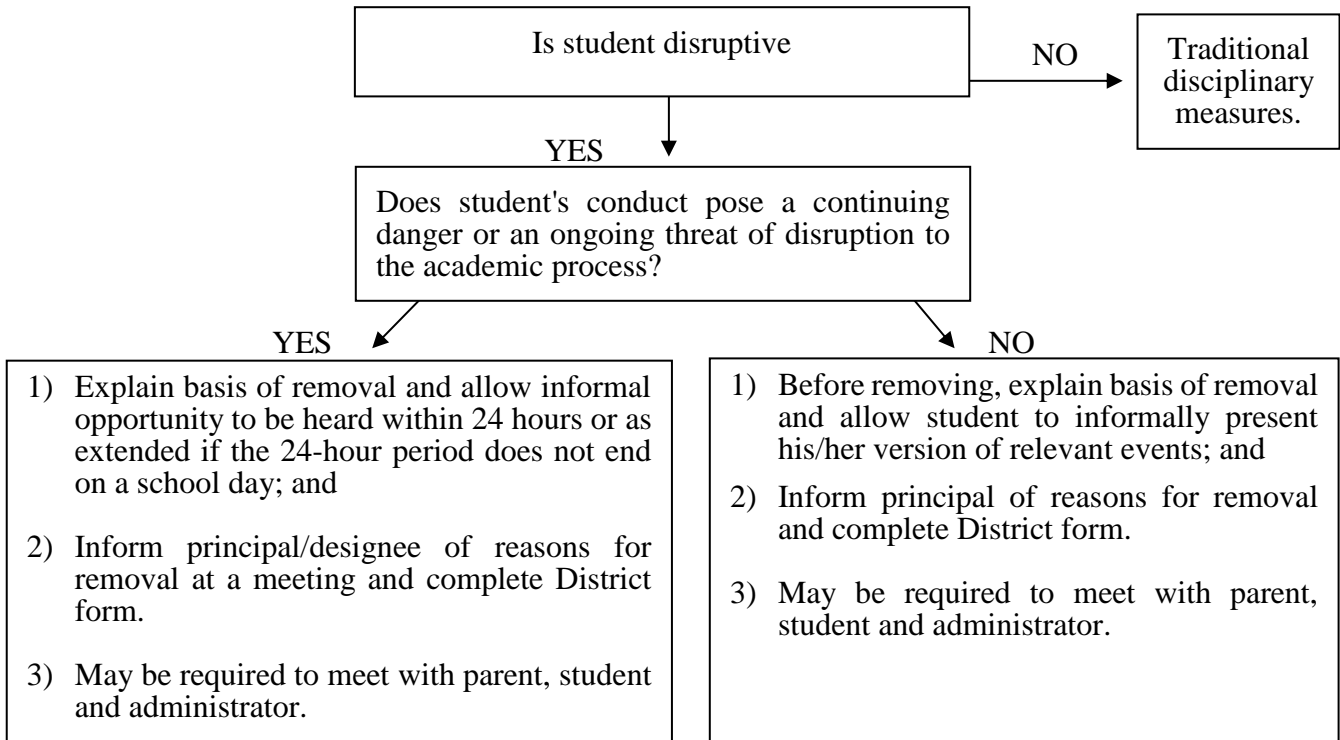 Is student disruptive
NO
Traditional
disciplinary
measures.
YES
Does student's conduct pose a continuing
danger or an ongoing threat of disruption to
the academic process?
YES
1) Explain basis of removal and allow informal
opportunity to be heard within 24 hours or as
extended if the 24-hour period does not end
on a school day; and
2) Inform principal/designee of reasons for
removal at a meeting and complete District
form.
3) May be required to meet with parent, student
and administrator.
NO
1) Before removing, explain basis of removal
and allow student to informally present
his/her version of relevant events; and
2) Inform principal of reasons for removal
and complete District form.
3) May be required to meet with parent,
student and administrator.